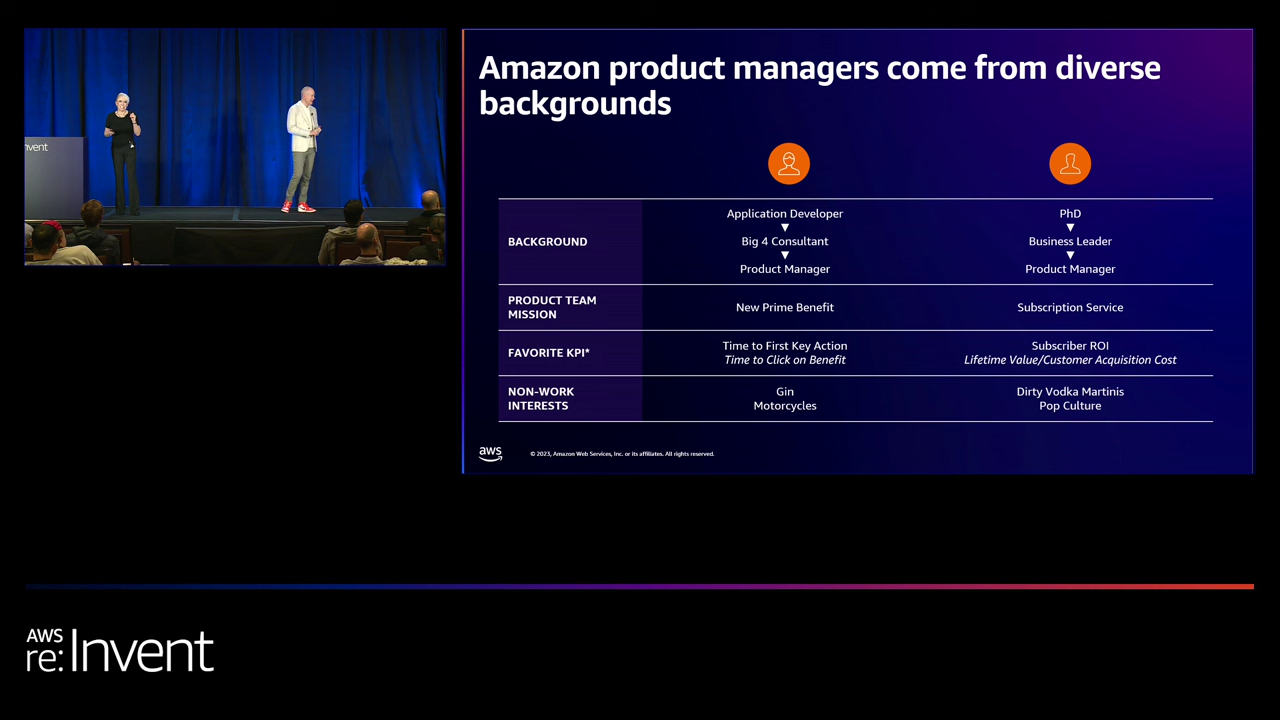 nvent
Amazon product managers come from diverse
backgrounds
BACKGROUND
Application Developer
▼
Big 4 Consultant
▼
Product Manager
PhD
▼
Business Leader
▼
Product Manager
PRODUCT TEAM
MISSION
New Prime Benefit
Subscription Service
FAVORITE KPI*
Time to First Key Action
Time to Click on Benefit
Subscriber ROI
Lifetime Value/Customer Acquisition Cost
NON-WORK
INTERESTS
Gin
Motorcycles
Dirty Vodka Martinis
Pop Culture
aws
© 2023, Amazon Web Services, Inc. or its affiliates. All rights reserved.
AWS
re:Invent